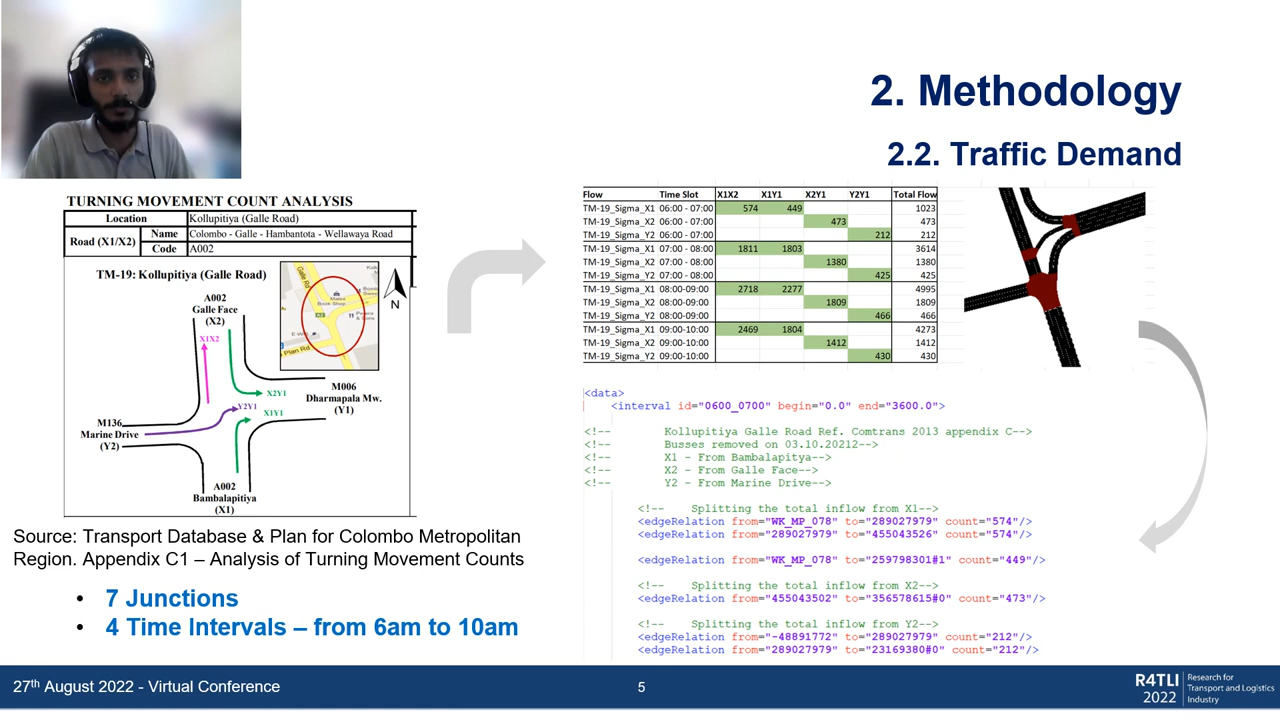 2. Methodology
2.2. Traffic Demand
TURNING MOVEMENT COUNT ANALYSIS
Location Kollupitiya (Galle Road)
Road (X1/X2) Name Colombo - Galle - Hambantota - Wellawaya Road
Code A002
TM-19: Kollupitiya (Galle Road)
N
A002
Galle Face
(X2)
X1X2
X2Y1
Y2Y1
X1Y1
M006
Dharmapala Mw.
(Y1)
M136
Marine Drive
(Y2)
A002
Bambalapitiya
(X1)
Source: Transport Database & Plan for Colombo Metropolitan
Region. Appendix C1 – Analysis of Turning Movement Counts
• 7 Junctions
• 4 Time Intervals – from 6am to 10am
Flow Time Slot X1X2 X1Y1 X2Y1 Y2Y1 Total Flow
TM-19_Sigma_X1 06:00 - 07:00 574 449 1023
TM-19_Sigma_X2 06:00 - 07:00 473 473
TM-19_Sigma_Y2 06:00 - 07:00 212 212
TM-19_Sigma_X1 07:00 - 08:00 1811 1803 3614
TM-19_Sigma_X2 07:00 - 08:00 1380 1380
TM-19_Sigma_Y2 07:00 - 08:00 425 425
TM-19_Sigma_X1 08:00-09:00 2718 2277 4995
TM-19_Sigma_X2 08:00-09:00 1809 1809
TM-19_Sigma_Y2 08:00-09:00 466 466
TM-19_Sigma_X1 09:00-10:00 2469 1804 4273
TM-19_Sigma_X2 09:00-10:00 1412 1412
TM-19_Sigma_Y2 09:00-10:00 430 430
<data>
<interval id="0600_0700" begin="0.0" end="3600.0">
<!-- Kollupitiya Galle Road Ref. Comtrans 2013 appendix C-->
<!-- Busses removed on 03.10.20212-->
<!-- X1 - From Bambalapitya-->
<!-- X2 - From Galle Face-->
<!-- Y2 - From Marine Drive-->
<!-- Splitting the total inflow from X1-->
<edgeRelation from="WK_MP_078" to="289027979" count="574"/>
<edgeRelation from="289027979" to="455043526" count="574"/>
<edgeRelation from="WK_MP_078" to="259798301#1" count="449"/>
<!-- Splitting the total inflow from X2-->
<edgeRelation from="455043502" to="356578615#0" count="473"/>
<!-- Splitting the total inflow from Y2-->
<edgeRelation from="-48891772" to="289027979" count="212"/>
<edgeRelation from="289027979" to="23169380#0" count="212"/>
27th August 2022 - Virtual Conference
5
R4TLI
2022
Research for
Transport and Logistics
Industry